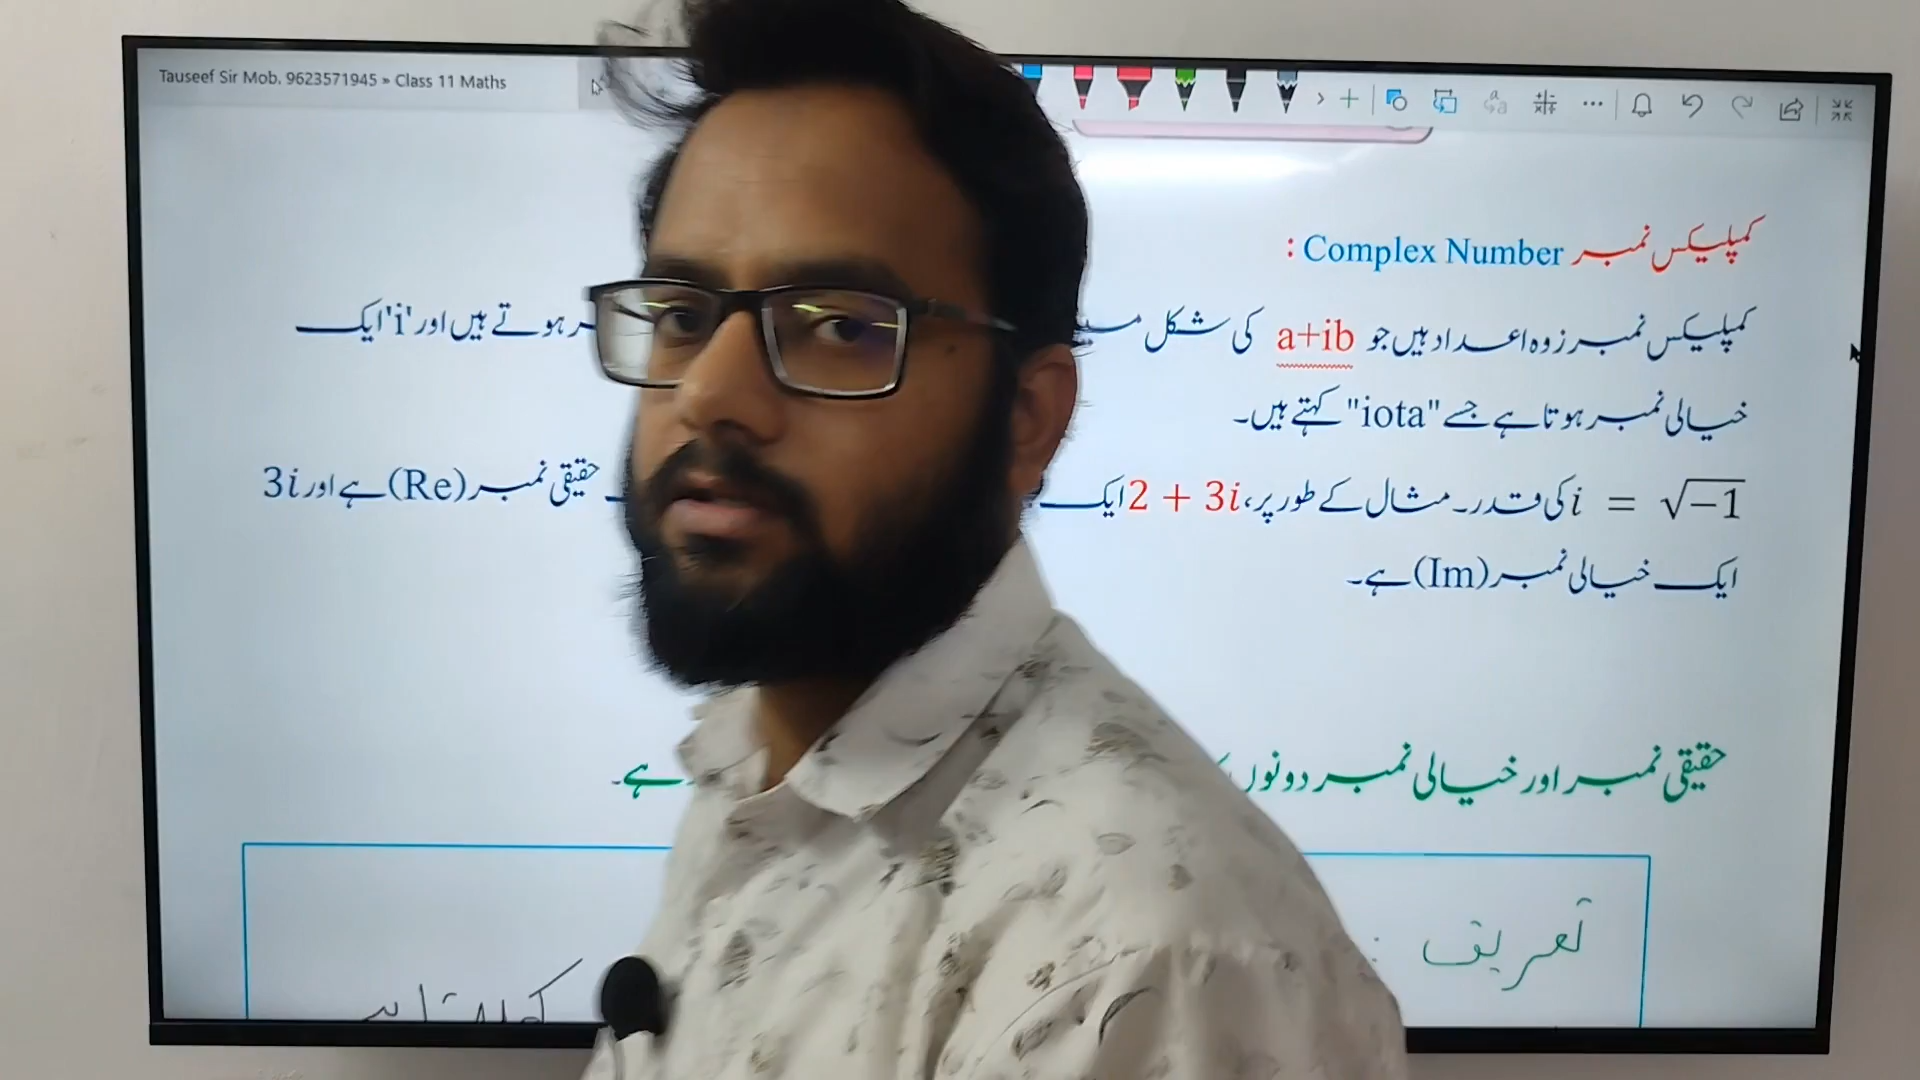 Tauseef Sir Mob. 9623571945 » Class 11 Maths
کمپلیکس نمبر Complex Number :
کمپلیکس نمبرز وہ اعداد ہیں جو a+ib کی شکل ہوتے ہیں اور 'i' ایک
خیالی نمبر ہوتا ہے جسے "iota" کہتے ہیں۔
i = √−1 کی قدر۔ مثال کے طور پر، 2 + 3i ایک حقیقی نمبر (Re) ہے اور 3i
ایک خیالی نمبر (Im) ہے۔
حقیقی نمبر اور خیالی نمبر دونوں ہے۔
تعریف :